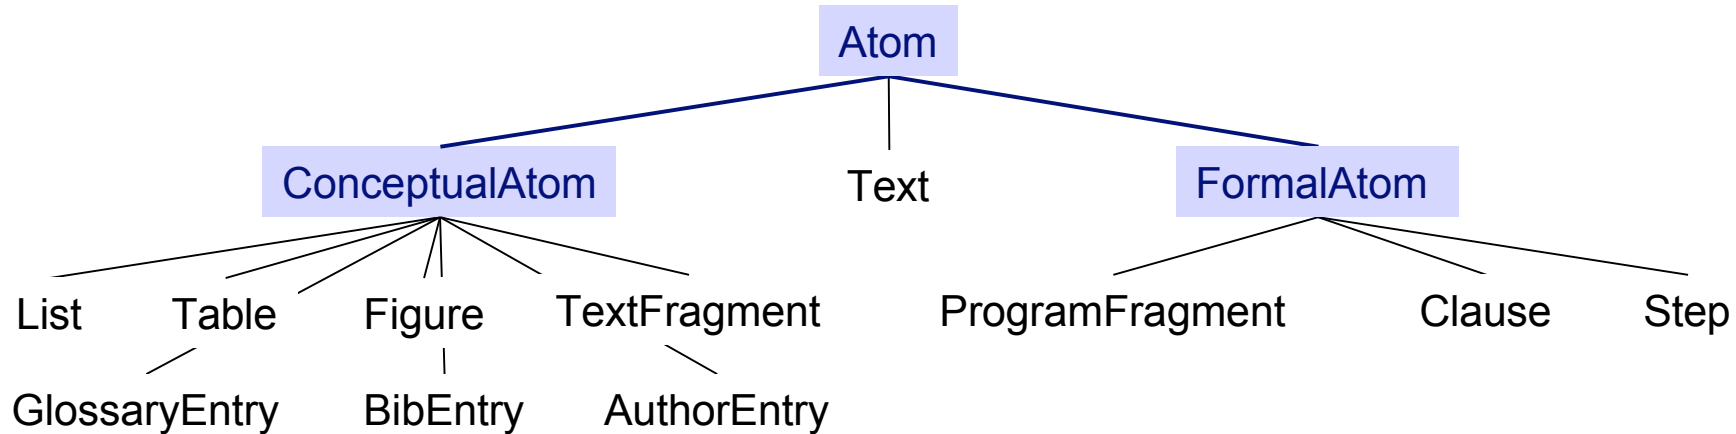 Atom
ConceptualAtom Text FormalAtom
List Table Figure TextFragment ProgramFragment Clause Step
GlossaryEntry BibEntry AuthorEntry